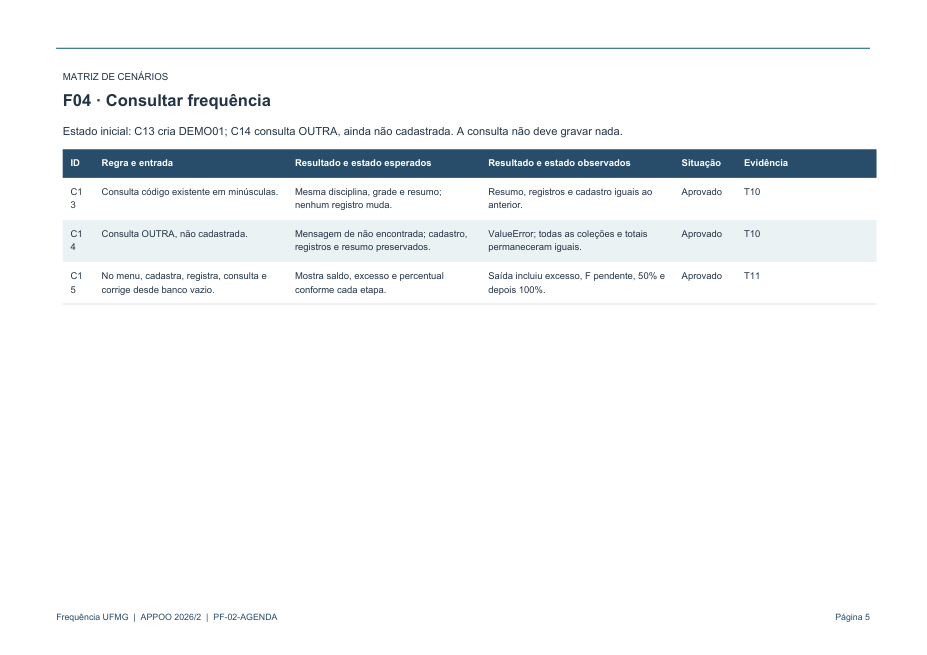 MATRIZ DE CENÁRIOS
F04 · Consultar frequência
Estado inicial: C13 cria DEMO01; C14 consulta OUTRA, ainda não cadastrada. A consulta não deve gravar nada.
ID Regra e entrada Resultado e estado esperados Resultado e estado observados Situação Evidência
C1 Consulta código existente em minúsculas. Mesma disciplina, grade e resumo; Resumo, registros e cadastro iguais ao Aprovado T10
3 nenhum registro muda. anterior.
C1 Consulta OUTRA, não cadastrada. Mensagem de não encontrada; cadastro, ValueError; todas as coleções e totais Aprovado T10
4 registros e resumo preservados. permaneceram iguais.
C1 No menu, cadastra, registra, consulta e Mostra saldo, excesso e percentual Saída incluiu excesso, F pendente, 50% e Aprovado T11
5 corrige desde banco vazio. conforme cada etapa. depois 100%.
Frequência UFMG | APPOO 2026/2 | PF-02-AGENDA Página 5